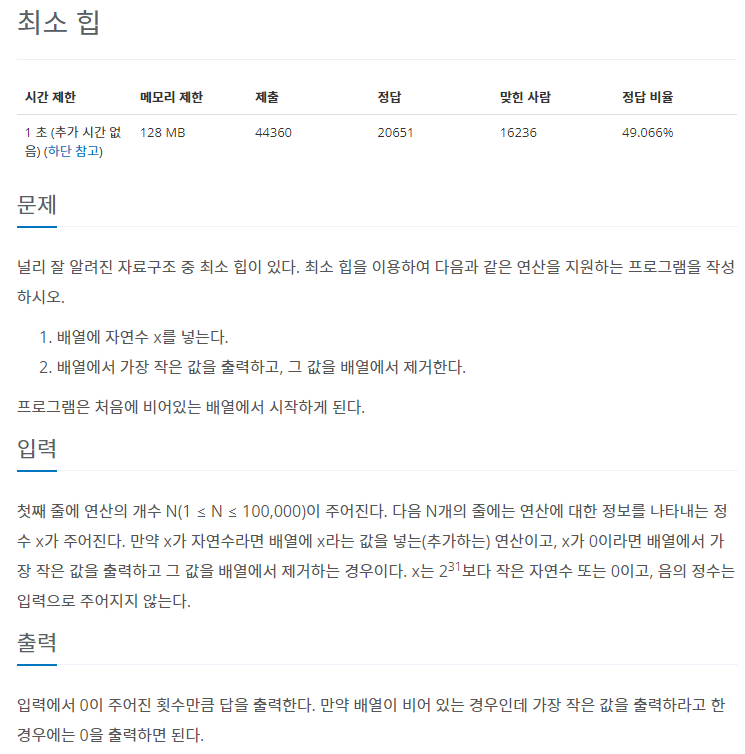 최소 힙
시간 제한 메모리 제한 제출 정답 맞힌 사람 정답 비율
1 초 (추가 시간 없 128 MB 44360 20651 16236 49.066%
음) (하단 참고)
문제
널리 잘 알려진 자료구조 중 최소 힙이 있다. 최소 힙을 이용하여 다음과 같은 연산을 지원하는 프로그램을 작성
하시오.
1. 배열에 자연수 x를 넣는다.
2. 배열에서 가장 작은 값을 출력하고, 그 값을 배열에서 제거한다.
프로그램은 처음에 비어있는 배열에서 시작하게 된다.
입력
첫째 줄에 연산의 개수 N(1 ≤ N ≤ 100,000)이 주어진다. 다음 N개의 줄에는 연산에 대한 정보를 나타내는 정
수 x가 주어진다. 만약 x가 자연수라면 배열에 x라는 값을 넣는(추가하는) 연산이고, x가 0이라면 배열에서 가
장 작은 값을 출력하고 그 값을 배열에서 제거하는 경우이다. x는 2³¹보다 작은 자연수 또는 0이고, 음의 정수는
입력으로 주어지지 않는다.
출력
입력에서 0이 주어진 횟수만큼 답을 출력한다. 만약 배열이 비어 있는 경우인데 가장 작은 값을 출력하라고 한
경우에는 0을 출력하면 된다.